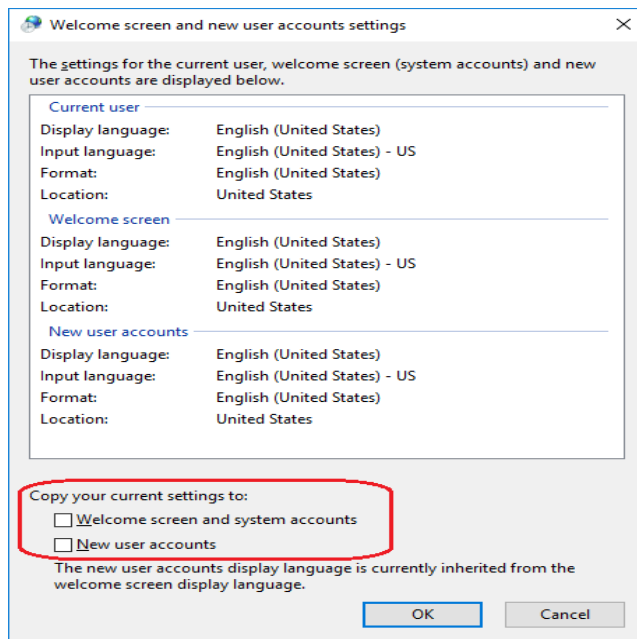 Welcome screen and new user accounts settings
The settings for the current user, welcome screen (system accounts) and new
user accounts are displayed below.
Current user
Display language: English (United States)
Input language: English (United States) - US
Format: English (United States)
Location: United States
Welcome screen
Display language: English (United States)
Input language: English (United States) - US
Format: English (United States)
Location: United States
New user accounts
Display language: English (United States)
Input language: English (United States) - US
Format: English (United States)
Location: United States
Copy your current settings to:
Welcome screen and system accounts
New user accounts
The new user accounts display language is currently inherited from the
welcome screen display language.
OK Cancel